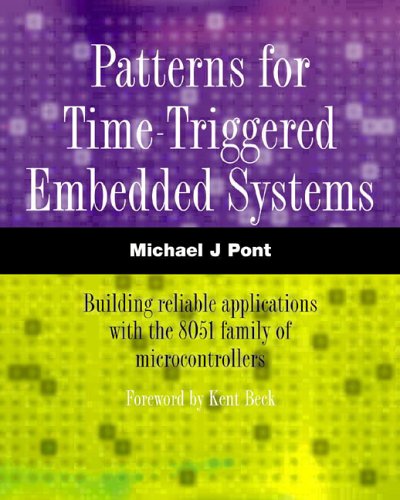 Patterns for
Time-Triggered
Embedded Systems
Michael J Pont
Building reliable applications
with the 8051 family of
microcontrollers
Foreword by Kent Beck